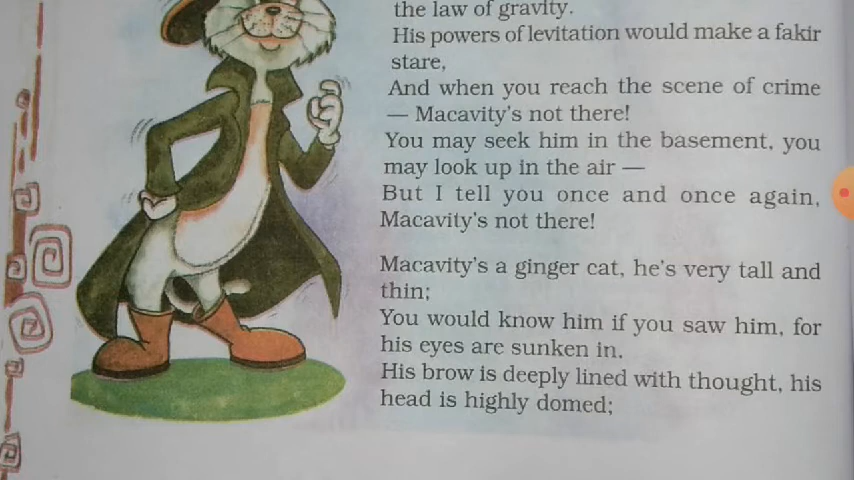 the law of gravity.
His powers of levitation would make a fakir
stare,
And when you reach the scene of crime
— Macavity's not there!
You may seek him in the basement, you
may look up in the air —
But I tell you once and once again,
Macavity's not there!
Macavity's a ginger cat, he's very tall and
thin;
You would know him if you saw him, for
his eyes are sunken in.
His brow is deeply lined with thought, his
head is highly domed;